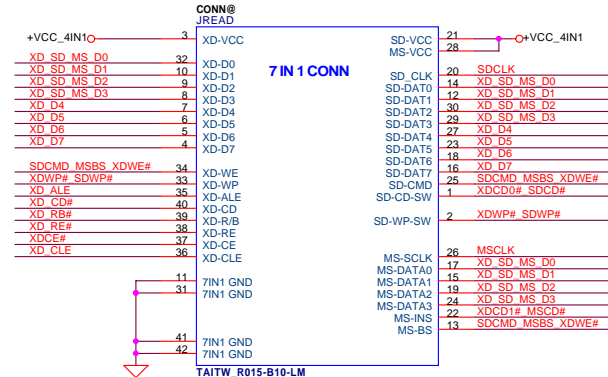 CONN@
JREAD
+VCC_4IN1 3 XD-VCC SD-VCC 21 +VCC_4IN1
MS-VCC 28
7 IN 1 CONN
XD_SD_MS_D0 32 XD-D0 SD_CLK 20 SDCLK
XD_SD_MS_D1 10 XD-D1 SD-DAT0 14 XD_SD_MS_D0
XD_SD_MS_D2 9 XD-D2 SD-DAT1 12 XD_SD_MS_D1
XD_SD_MS_D3 8 XD-D3 SD-DAT2 30 XD_SD_MS_D2
XD_D4 7 XD-D4 SD-DAT3 29 XD_SD_MS_D3
XD_D5 6 XD-D5 SD-DAT4 27 XD_D4
XD_D6 5 XD-D6 SD-DAT5 23 XD_D5
XD_D7 4 XD-D7 SD-DAT6 18 XD_D6
SD-DAT7 16 XD_D7
SDCMD_MSBS_XDWE# 34 XD-WE SD-CMD 25 SDCMD_MSBS_XDWE#
XDWP#_SDWP# 33 XD-WP SD-CD-SW 1 XDCD0#_SDCD#
XD_ALE 35 XD-ALE
XD_CD# 40 XD-CD
XD_RB# 39 XD-R/B SD-WP-SW 2 XDWP#_SDWP#
XD_RE# 38 XD-RE
XDCE# 37 XD-CE
XD_CLE 36 XD-CLE MS-SCLK 26 MSCLK
MS-DATA0 17 XD_SD_MS_D0
11 7IN1 GND MS-DATA1 15 XD_SD_MS_D1
31 7IN1 GND MS-DATA2 19 XD_SD_MS_D2
MS-DATA3 24 XD_SD_MS_D3
MS-INS 22 XDCD1#_MSCD#
MS-BS 13 SDCMD_MSBS_XDWE#
41 7IN1 GND
42 7IN1 GND
TAITW_R015-B10-LM